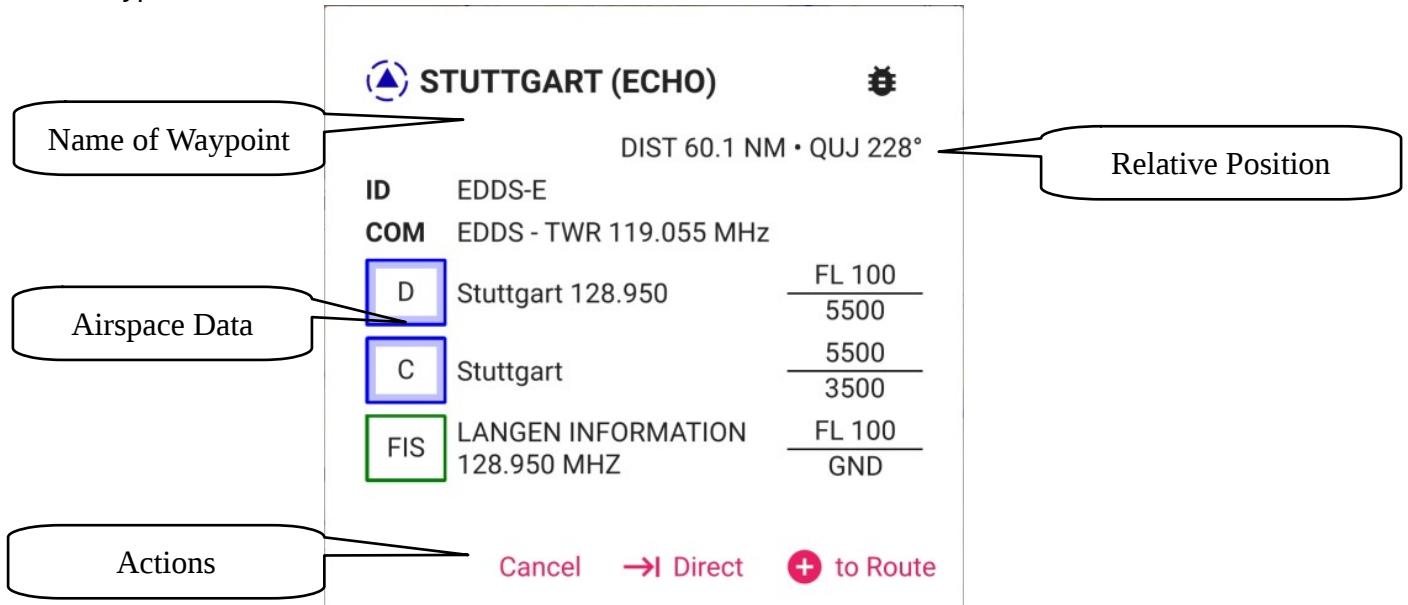 STUTTGART (ECHO)
Name of Waypoint
DIST 60.1 NM • QUJ 228°
Relative Position
ID EDDS-E
COM EDDS - TWR 119.055 MHz
Airspace Data
D Stuttgart 128.950 FL 100
5500
C Stuttgart 5500
3500
FIS LANGEN INFORMATION FL 100
128.950 MHZ GND
Actions
Cancel Direct to Route